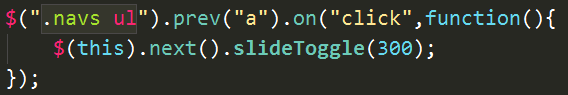 $(".navs ul").prev("a").on("click",function(){
    $(this).next().slideToggle(300);
});